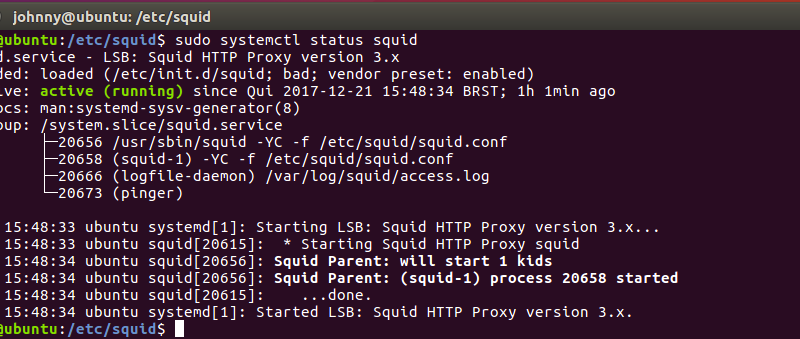 johnny@ubuntu: /etc/squid
@ubuntu:/etc/squid$ sudo systemctl status squid
d.service - LSB: Squid HTTP Proxy version 3.x
ded: loaded (/etc/init.d/squid; bad; vendor preset: enabled)
ive: active (running) since Qui 2017-12-21 15:48:34 BRST; 1h 1min ago
ocs: man:systemd-sysv-generator(8)
oup: /system.slice/squid.service
├─20656 /usr/sbin/squid -YC -f /etc/squid/squid.conf
├─20658 (squid-1) -YC -f /etc/squid/squid.conf
├─20666 (logfile-daemon) /var/log/squid/access.log
└─20673 (pinger)
15:48:33 ubuntu systemd[1]: Starting LSB: Squid HTTP Proxy version 3.x...
15:48:33 ubuntu squid[20615]:  * Starting Squid HTTP Proxy squid
15:48:34 ubuntu squid[20656]: Squid Parent: will start 1 kids
15:48:34 ubuntu squid[20656]: Squid Parent: (squid-1) process 20658 started
15:48:34 ubuntu squid[20615]:    ...done.
15:48:34 ubuntu systemd[1]: Started LSB: Squid HTTP Proxy version 3.x.
@ubuntu:/etc/squid$